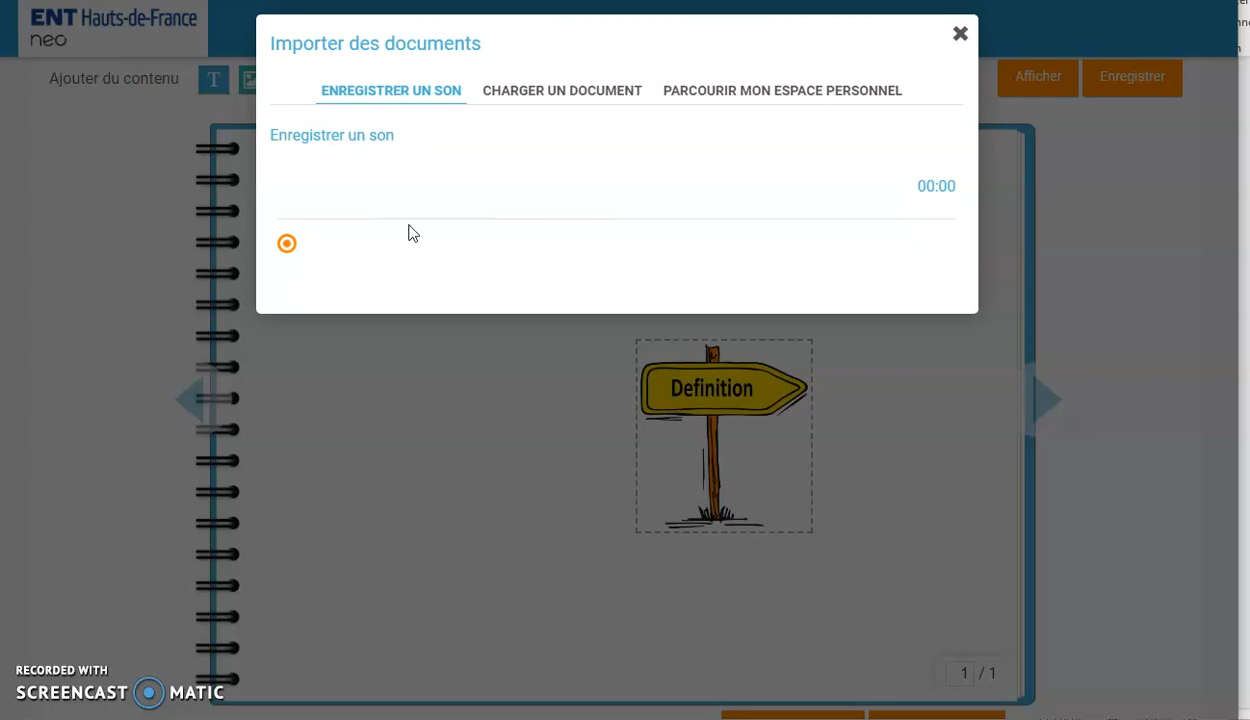 ENT Hauts-de-France
neo
Importer des documents
ENREGISTRER UN SON CHARGER UN DOCUMENT PARCOURIR MON ESPACE PERSONNEL
Ajouter du contenu T
Afficher Enregistrer
Enregistrer un son
00:00
Definition
1 / 1
RECORDED WITH
SCREENCAST MATIC